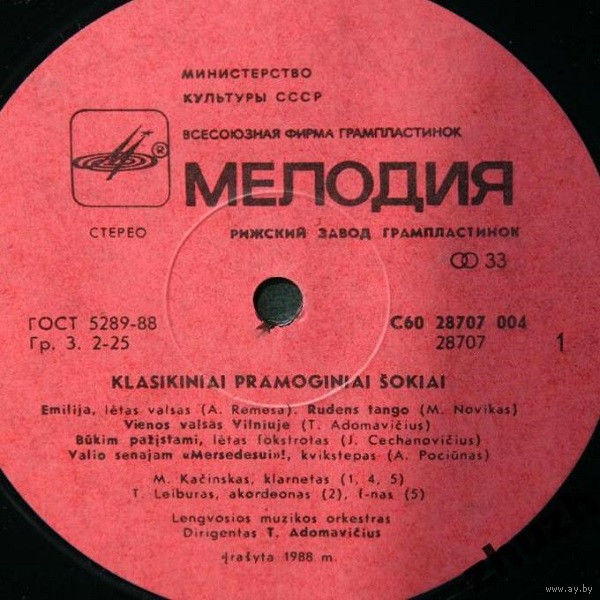 МИНИСТЕРСТВО
КУЛЬТУРЫ СССР
ВСЕСОЮЗНАЯ ФИРМА ГРАМПЛАСТИНОК
®
МЕЛОДИЯ
СТЕРЕО
РИЖСКИЙ ЗАВОД ГРАМПЛАСТИНОК
33
ГОСТ 5289-88
С60 28707 004
Гр. 3. 2-25
28707
1
KLASIKINIAI PRAMOGINIAI ŠOKIAI
Emilija, lėtas valsas (A. Remesa). Rudens tango (M. Novikas)
Vienos valsas Vilniuje (T. Adomavičius)
Būkim pažįstami, lėtas fokstrotas (J. Cechanovičius)
Valio senajam «Mersedesui»!, kvikstepas (A. Pociūnas)
M. Kačinskas, klarnetas (1, 4, 5)
T. Leiburas, akordeonas (2), f-nas (5)
Lengvosios muzikos orkestras
Dirigentas T. Adomavičius
Įrašyta 1988 m.
www.ay.by